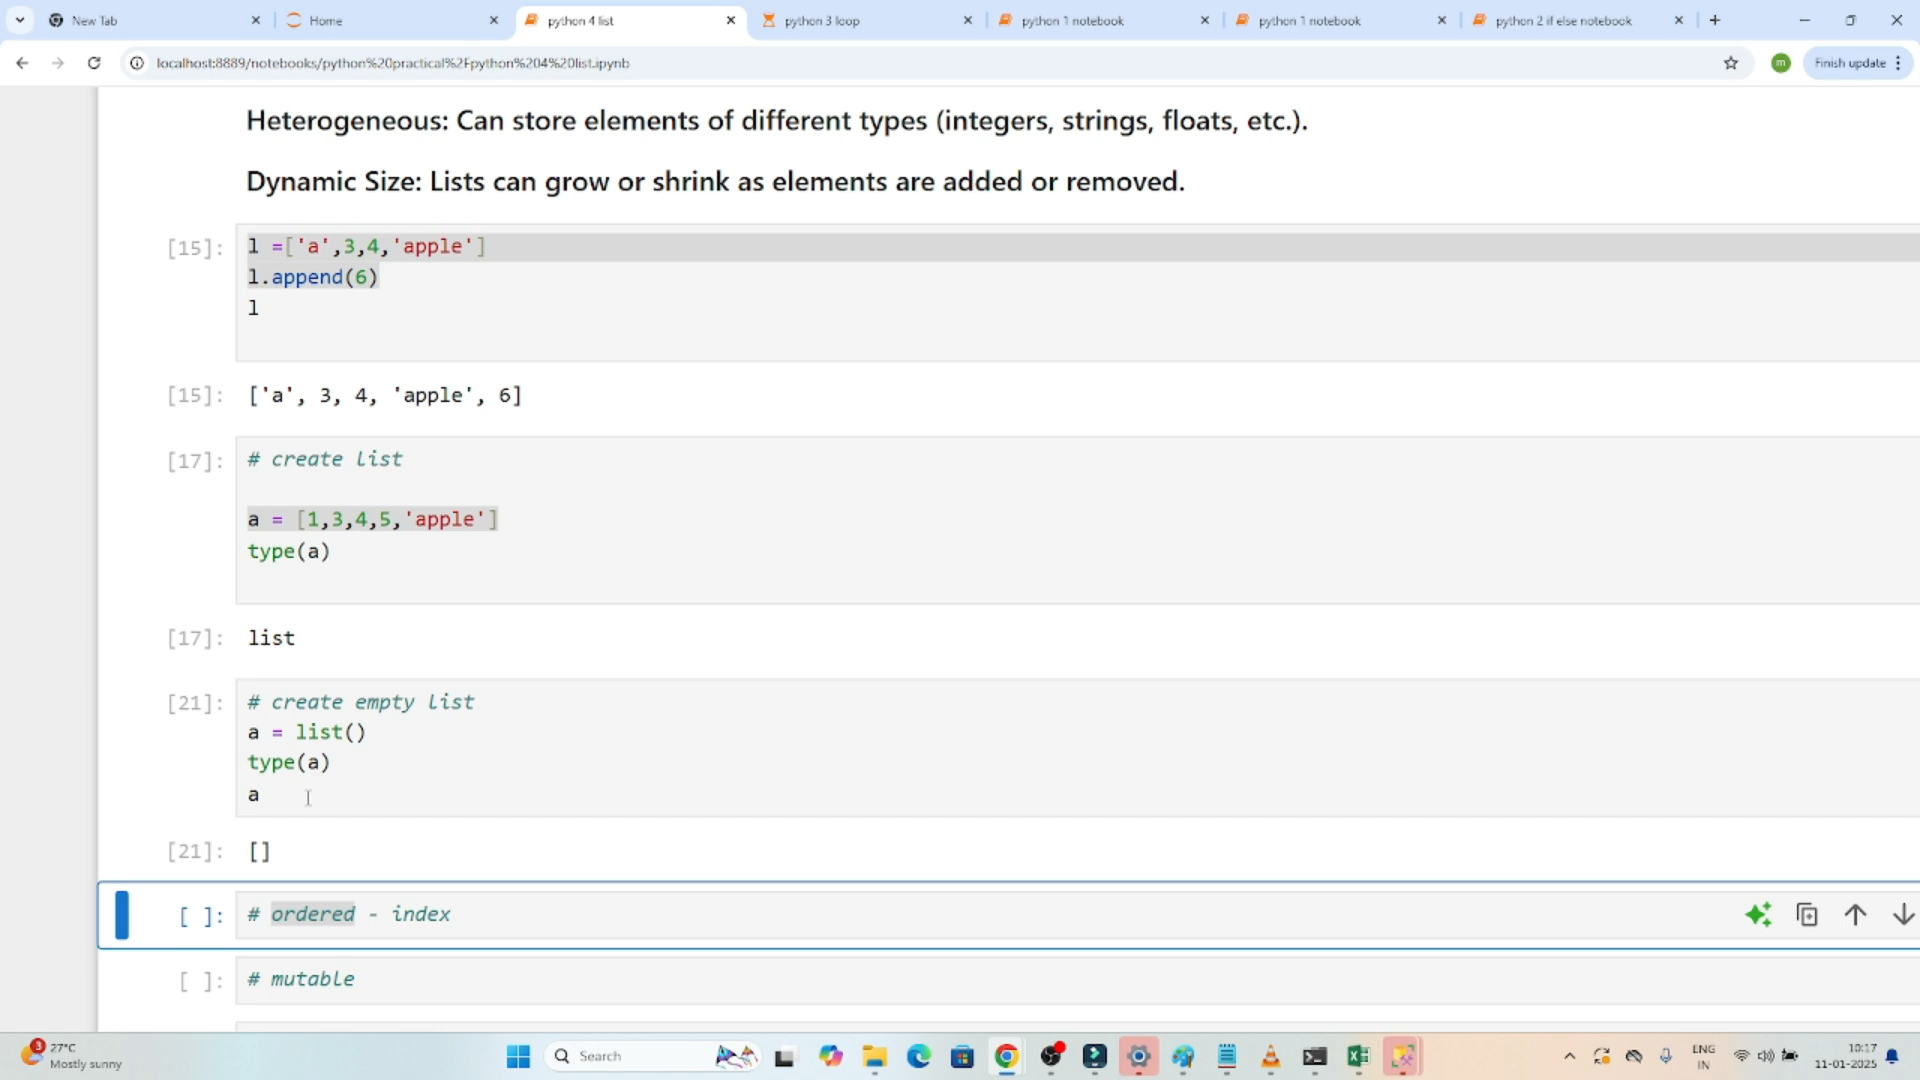 New Tab
Home
python 4 list
python 3 loop
python 1 notebook
python 1 notebook
python 2 if else notebook
localhost:8889/notebooks/python%20practical%2Fpython%204%20list.ipynb
m
Finish update
Heterogeneous: Can store elements of different types (integers, strings, floats, etc.).
Dynamic Size: Lists can grow or shrink as elements are added or removed.
[15]: l =['a',3,4,'apple']
l.append(6)
l
[15]: ['a', 3, 4, 'apple', 6]
[17]: # create list
a = [1,3,4,5,'apple']
type(a)
[17]: list
[21]: # create empty list
a = list()
type(a)
a
[21]: []
[ ]: # ordered - index
[ ]: # mutable
3
27°C
Mostly sunny
Search
ENG
IN
10:17
11-01-2025